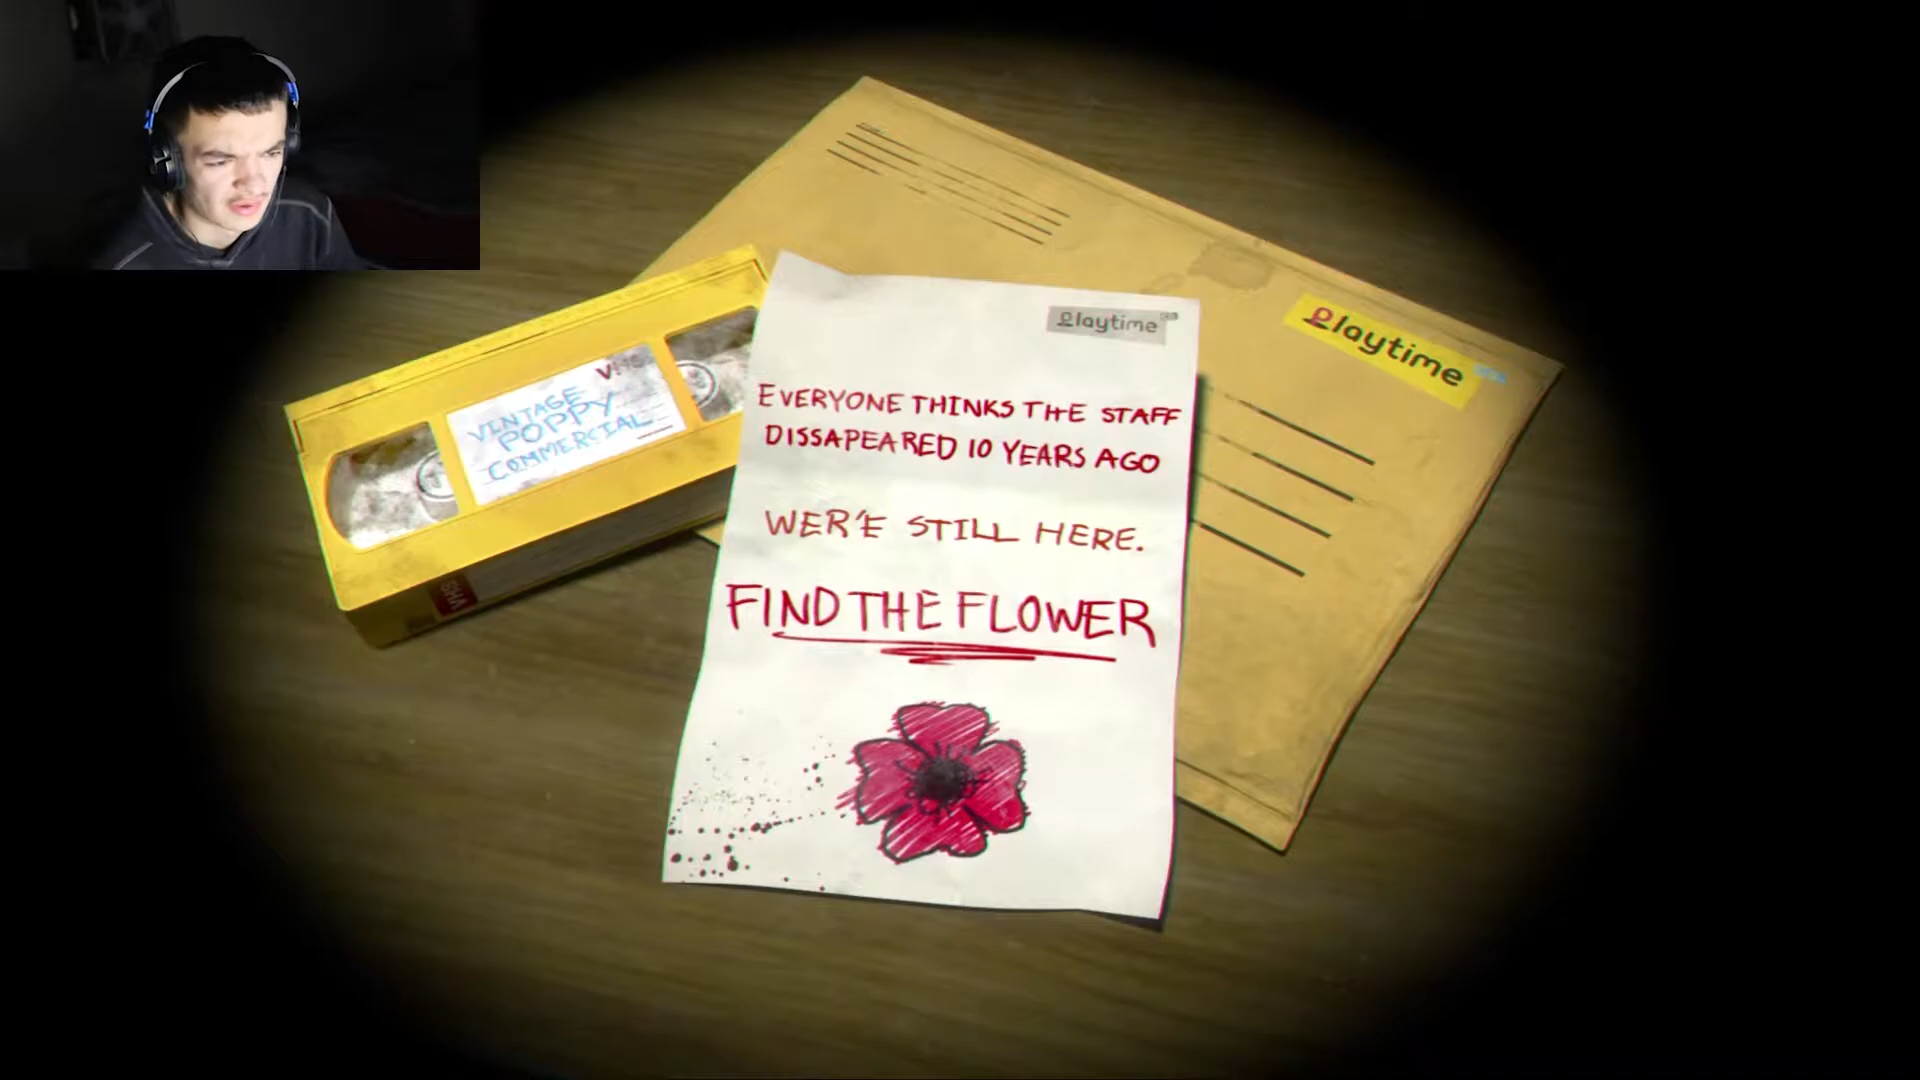 Playtime
VINTAGE
POPPY
COMMERCIAL
VHS
Playtime
EVERYONE THINKS THE STAFF
DISSAPEARED 10 YEARS AGO
WER'E STILL HERE.
FIND THE FLOWER